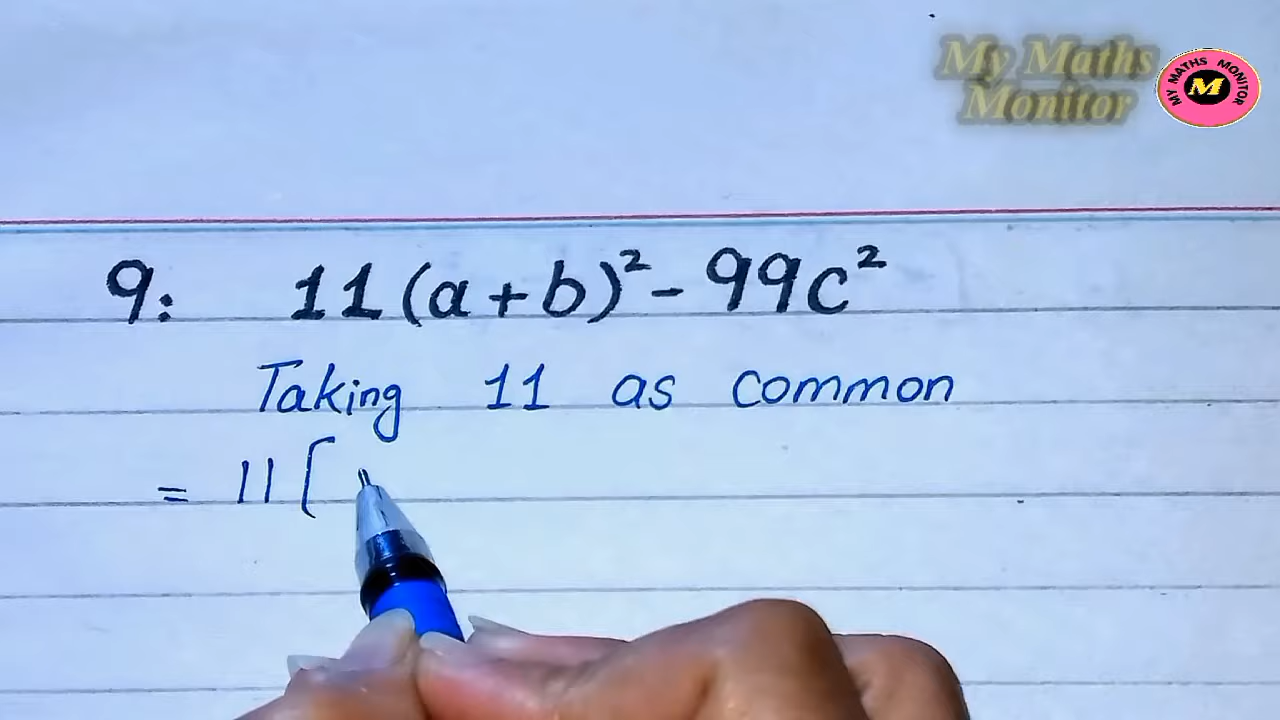 My Maths
Monitor
MY MATHS MONITOR
M
9: 11(a+b)² - 99c²
Taking 11 as common
= 11[